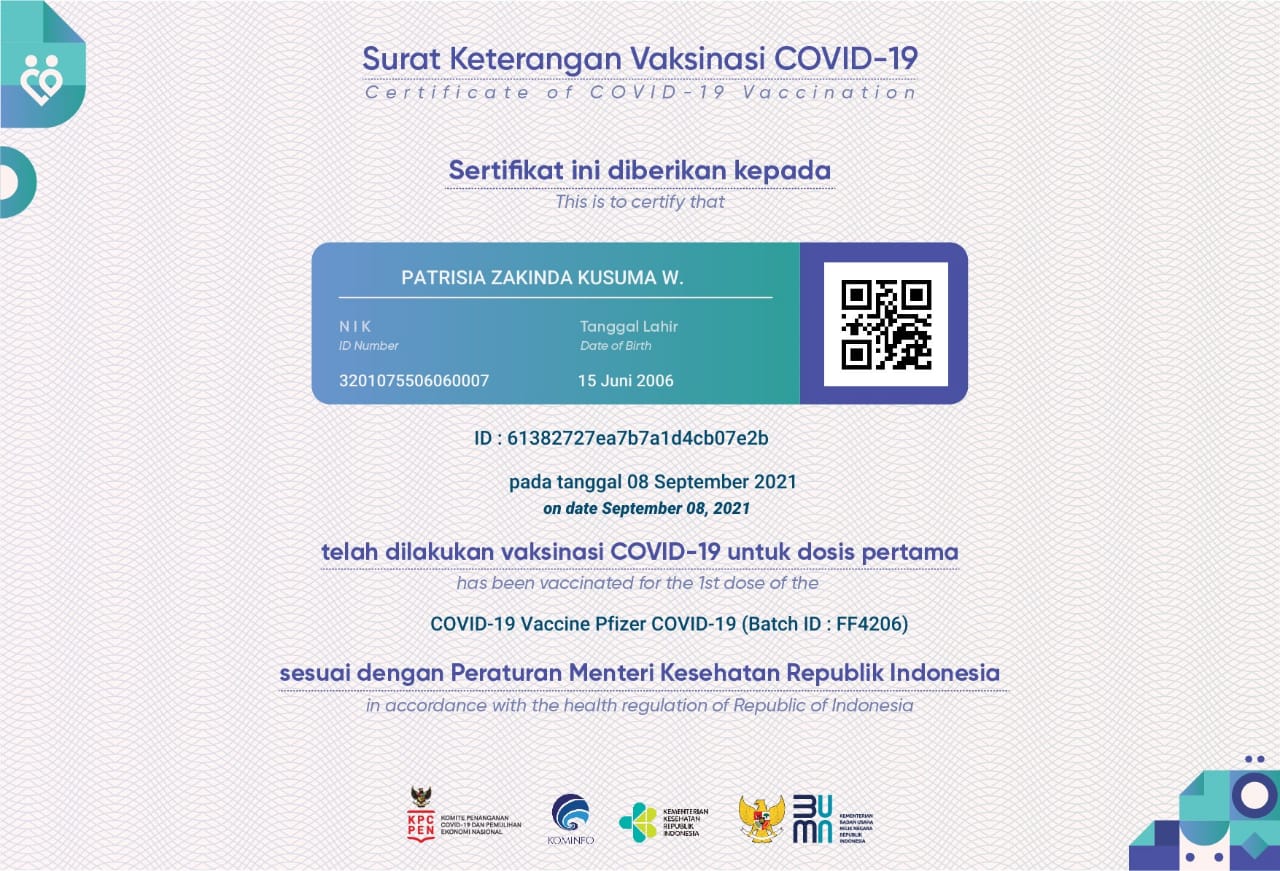 Surat Keterangan Vaksinasi COVID-19
Certificate of COVID-19 Vaccination
Sertifikat ini diberikan kepada
This is to certify that
PATRISIA ZAKINDA KUSUMA W.
NIK
ID Number
3201075506060007
Tanggal Lahir
Date of Birth
15 Juni 2006
ID : 61382727ea7b7a1d4cb07e2b
pada tanggal 08 September 2021
on date September 08, 2021
telah dilakukan vaksinasi COVID-19 untuk dosis pertama
has been vaccinated for the 1st dose of the
COVID-19 Vaccine Pfizer COVID-19 (Batch ID : FF4206)
sesuai dengan Peraturan Menteri Kesehatan Republik Indonesia
in accordance with the health regulation of Republic of Indonesia
KPC
PEN
KOMITE PENANGANAN
COVID-19 DAN PEMULIHAN
EKONOMI NASIONAL
KOMINFO
KEMENTERIAN
KESEHATAN
REPUBLIK
INDONESIA
BUMN
KEMENTERIAN
BADAN USAHA
MILIK NEGARA
REPUBLIK
INDONESIA